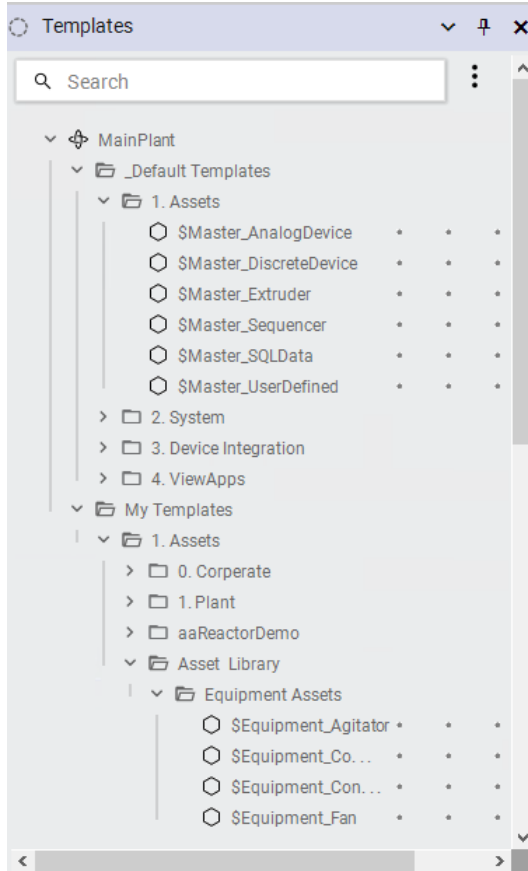 Templates
Search
MainPlant
_Default Templates
1. Assets
$Master_AnalogDevice
$Master_DiscreteDevice
$Master_Extruder
$Master_Sequencer
$Master_SQLData
$Master_UserDefined
2. System
3. Device Integration
4. ViewApps
My Templates
1. Assets
0. Corperate
1. Plant
aaReactorDemo
Asset Library
Equipment Assets
$Equipment_Agitator
$Equipment_Co...
$Equipment_Con...
$Equipment_Fan